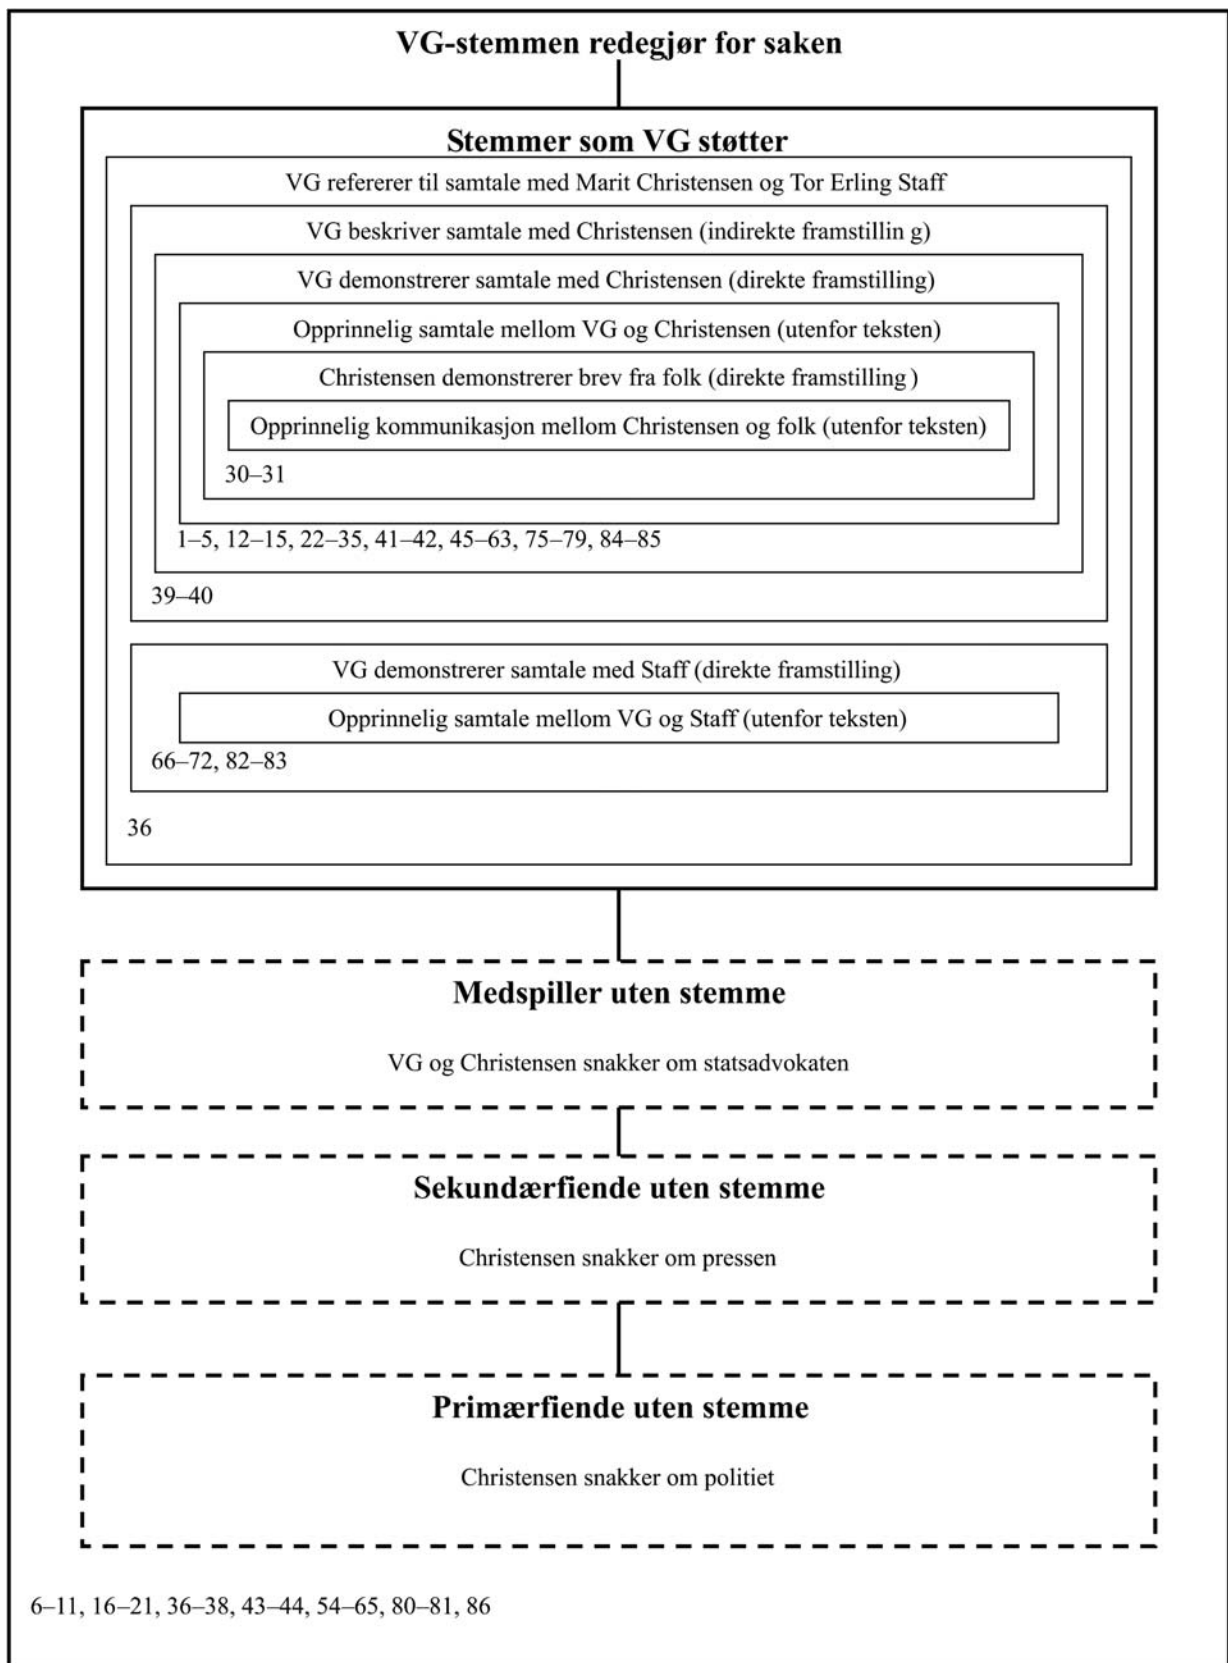 VG-stemmen redegjør for saken
Stemmer som VG støtter
VG refererer til samtale med Marit Christensen og Tor Erling Staff
VG beskriver samtale med Christensen (indirekte framstillin g)
VG demonstrerer samtale med Christensen (direkte framstilling)
Opprinnelig samtale mellom VG og Christensen (utenfor teksten)
Christensen demonstrerer brev fra folk (direkte framstilling )
Opprinnelig kommunikasjon mellom Christensen og folk (utenfor teksten)
30–31
1–5, 12–15, 22–35, 41–42, 45–63, 75–79, 84–85
39–40
VG demonstrerer samtale med Staff (direkte framstilling)
Opprinnelig samtale mellom VG og Staff (utenfor teksten)
66–72, 82–83
36
Medspiller uten stemme
VG og Christensen snakker om statsadvokaten
Sekundærfiende uten stemme
Christensen snakker om pressen
Primærfiende uten stemme
Christensen snakker om politiet
6–11, 16–21, 36–38, 43–44, 54–65, 80–81, 86